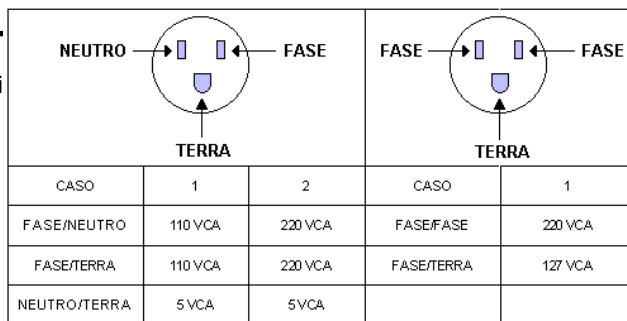 NEUTRO FASE FASE FASE
TERRA TERRA
CASO 1 2 CASO 1
FASE/NEUTRO 110 VCA 220 VCA FASE/FASE 220 VCA
FASE/TERRA 110 VCA 220 VCA FASE/TERRA 127 VCA
NEUTRO/TERRA 5 VCA 5 VCA